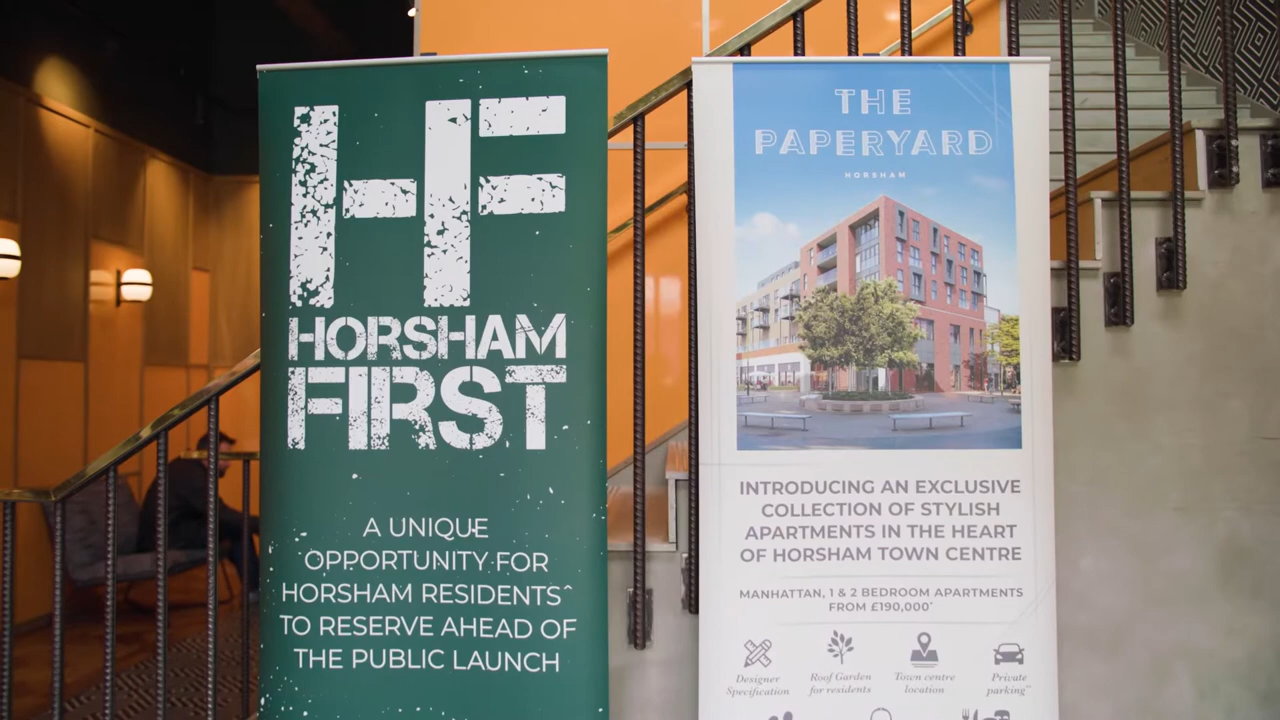 HF
HORSHAM
FIRST
A UNIQUE
OPPORTUNITY FOR
HORSHAM RESIDENTS^
TO RESERVE AHEAD OF
THE PUBLIC LAUNCH
THE
PAPERYARD
HORSHAM
INTRODUCING AN EXCLUSIVE
COLLECTION OF STYLISH
APARTMENTS IN THE HEART
OF HORSHAM TOWN CENTRE
MANHATTAN, 1 & 2 BEDROOM APARTMENTS
FROM £190,000*
Designer
Specification
Roof Garden
for residents
Town centre
location
Private
parking**